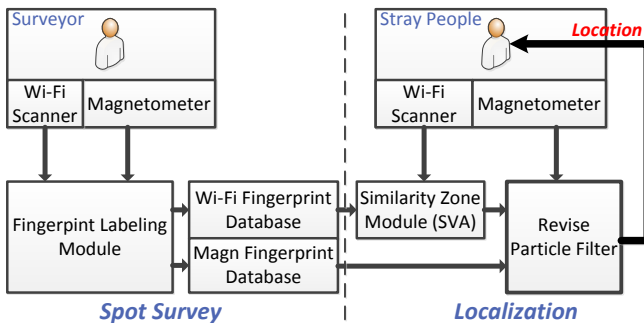 Surveyor
Wi-Fi
Scanner
Magnetometer
Fingerpint Labeling
Module
Wi-Fi Fingerprint
Database
Magn Fingerprint
Database
Spot Survey
Stray People
Location
Wi-Fi
Scanner
Magnetometer
Similarity Zone
Module (SVA)
Revise
Particle Filter
Localization